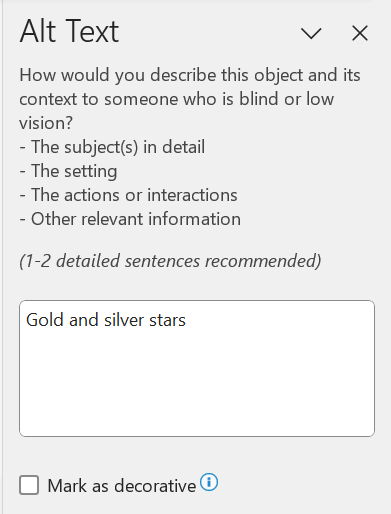 Alt Text
How would you describe this object and its
context to someone who is blind or low
vision?
- The subject(s) in detail
- The setting
- The actions or interactions
- Other relevant information
(1-2 detailed sentences recommended)
Gold and silver stars
Mark as decorative